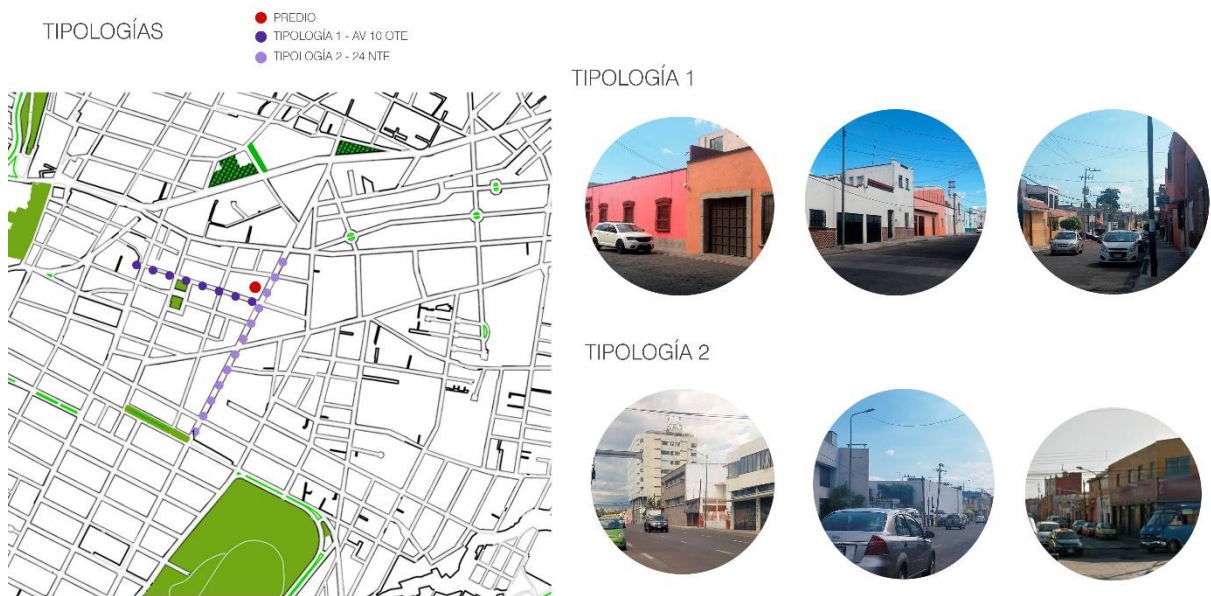 TIPOLOGÍAS
PREDIO
TIPOLOGÍA 1 - AV 10 OTE
TIPOLOGÍA 2 - 24 NTE
TIPOLOGÍA 1
TIPOLOGÍA 2